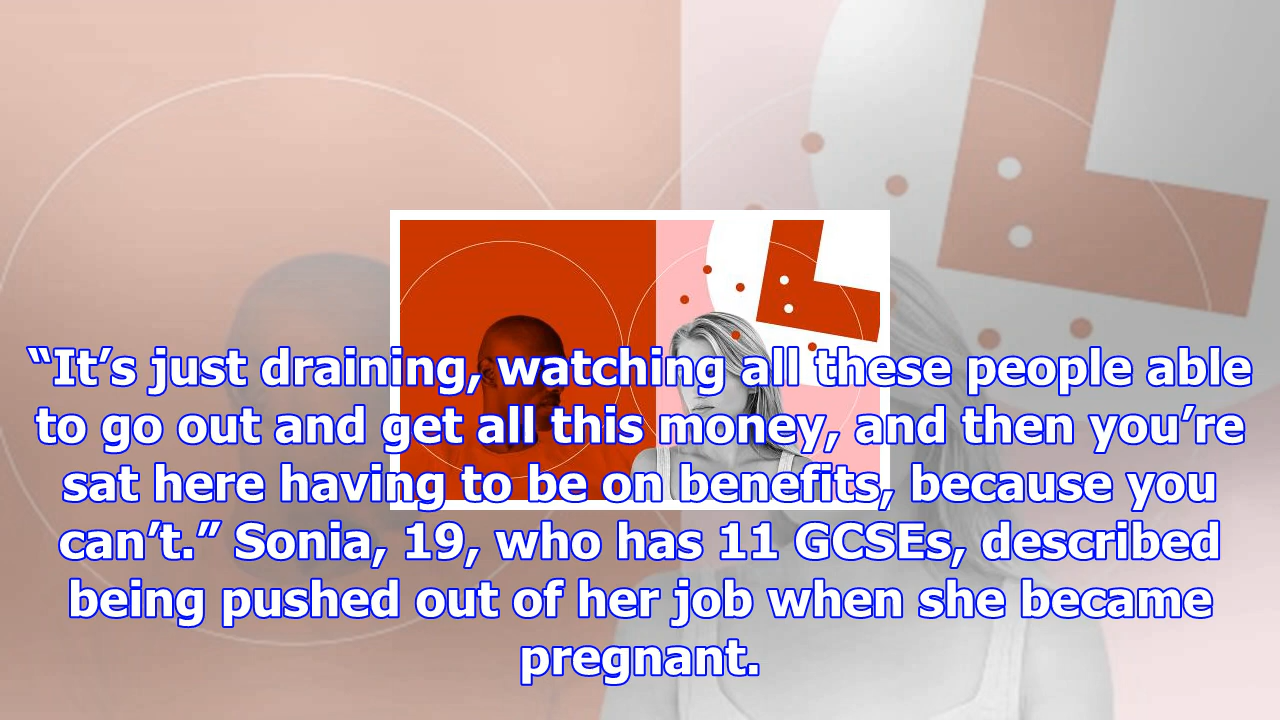 “It’s just draining, watching all these people able
to go out and get all this money, and then you’re
sat here having to be on benefits, because you
can’t.” Sonia, 19, who has 11 GCSEs, described
being pushed out of her job when she became
pregnant.